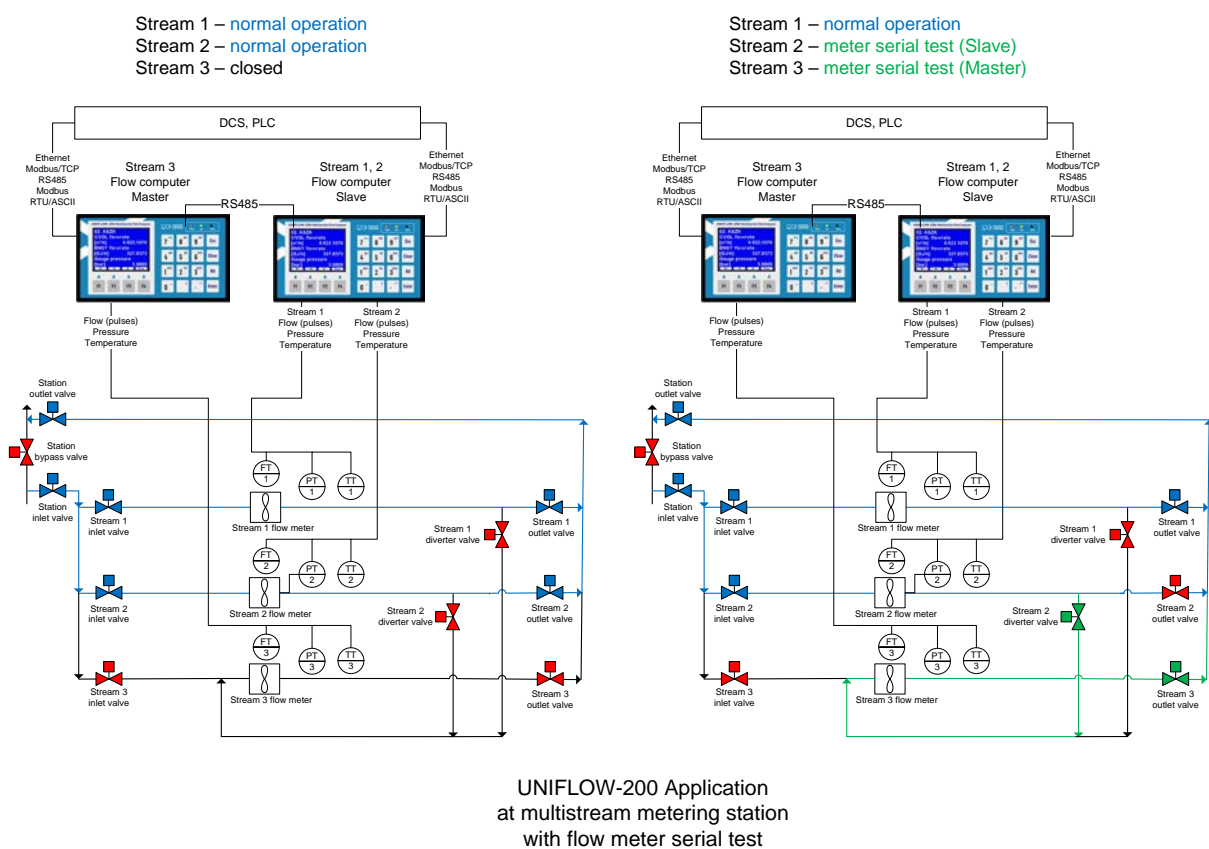 Stream 1 – normal operation
Stream 2 – normal operation
Stream 3 – closed
DCS, PLC
Ethernet
Modbus/TCP
RS485
Modbus
RTU/ASCII
Stream 3
Flow computer
Master
RS485
Stream 1, 2
Flow computer
Slave
Ethernet
Modbus/TCP
RS485
Modbus
RTU/ASCII
Flow (pulses)
Pressure
Temperature
Stream 1
Flow (pulses)
Pressure
Temperature
Stream 2
Flow (pulses)
Pressure
Temperature
Station
outlet valve
Station
bypass valve
Station
inlet valve
Stream 1
inlet valve
FT
1
PT
1
TT
1
Stream 1 flow meter
Stream 1
diverter valve
Stream 1
outlet valve
FT
2
PT
2
TT
2
Stream 2
inlet valve
Stream 2 flow meter
Stream 2
diverter valve
Stream 2
outlet valve
FT
3
PT
3
TT
3
Stream 3
inlet valve
Stream 3 flow meter
Stream 3
outlet valve
Stream 1 – normal operation
Stream 2 – meter serial test (Slave)
Stream 3 – meter serial test (Master)
DCS, PLC
Ethernet
Modbus/TCP
RS485
Modbus
RTU/ASCII
Stream 3
Flow computer
Master
RS485
Stream 1, 2
Flow computer
Slave
Ethernet
Modbus/TCP
RS485
Modbus
RTU/ASCII
Flow (pulses)
Pressure
Temperature
Stream 1
Flow (pulses)
Pressure
Temperature
Stream 2
Flow (pulses)
Pressure
Temperature
Station
outlet valve
Station
bypass valve
Station
inlet valve
Stream 1
inlet valve
FT
1
PT
1
TT
1
Stream 1 flow meter
Stream 1
diverter valve
Stream 1
outlet valve
FT
2
PT
2
TT
2
Stream 2
inlet valve
Stream 2 flow meter
Stream 2
diverter valve
Stream 2
outlet valve
FT
3
PT
3
TT
3
Stream 3
inlet valve
Stream 3 flow meter
Stream 3
outlet valve
UNIFLOW-200 Application
at multistream metering station
with flow meter serial test